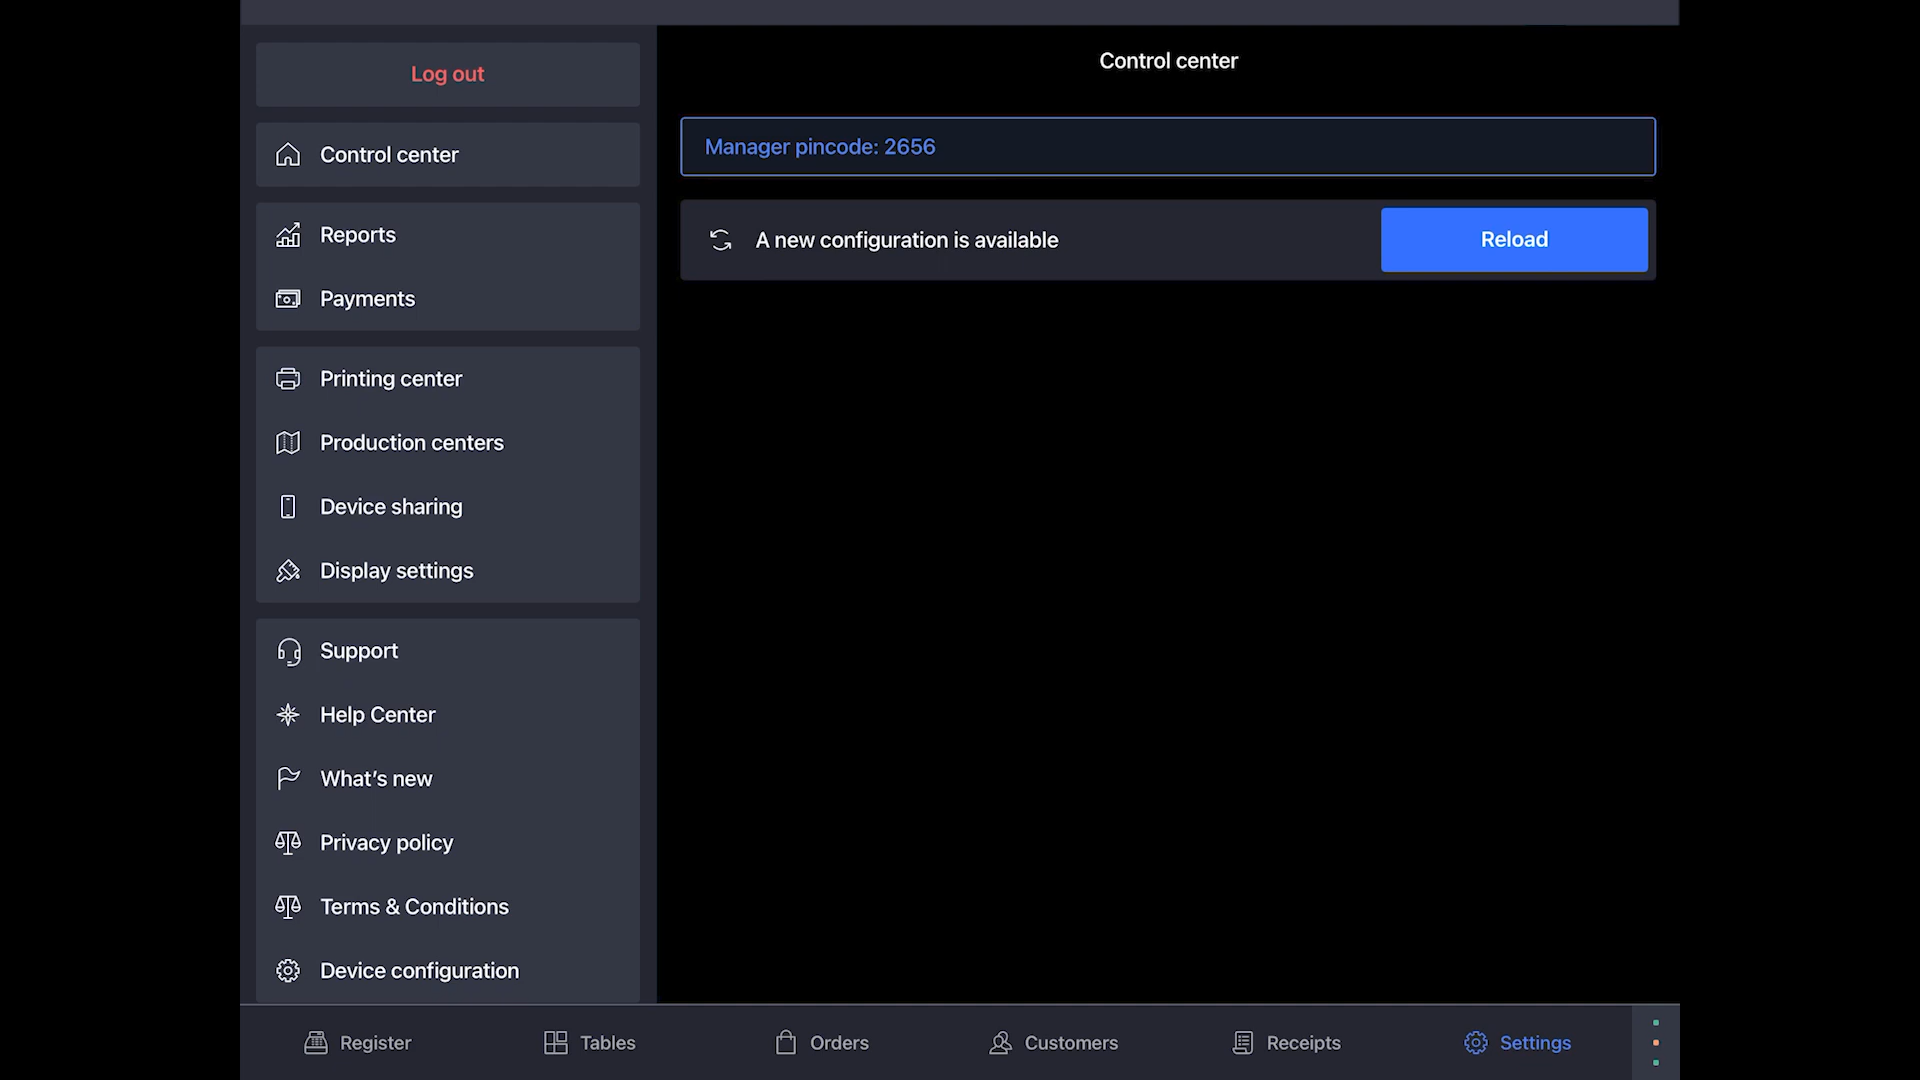 Log out
Control center
Reports
Payments
Printing center
Production centers
Device sharing
Display settings
Support
Help Center
What's new
Privacy policy
Terms & Conditions
Device configuration
Control center
Manager pincode: 2656
A new configuration is available
Reload
Register
Tables
Orders
Customers
Receipts
Settings